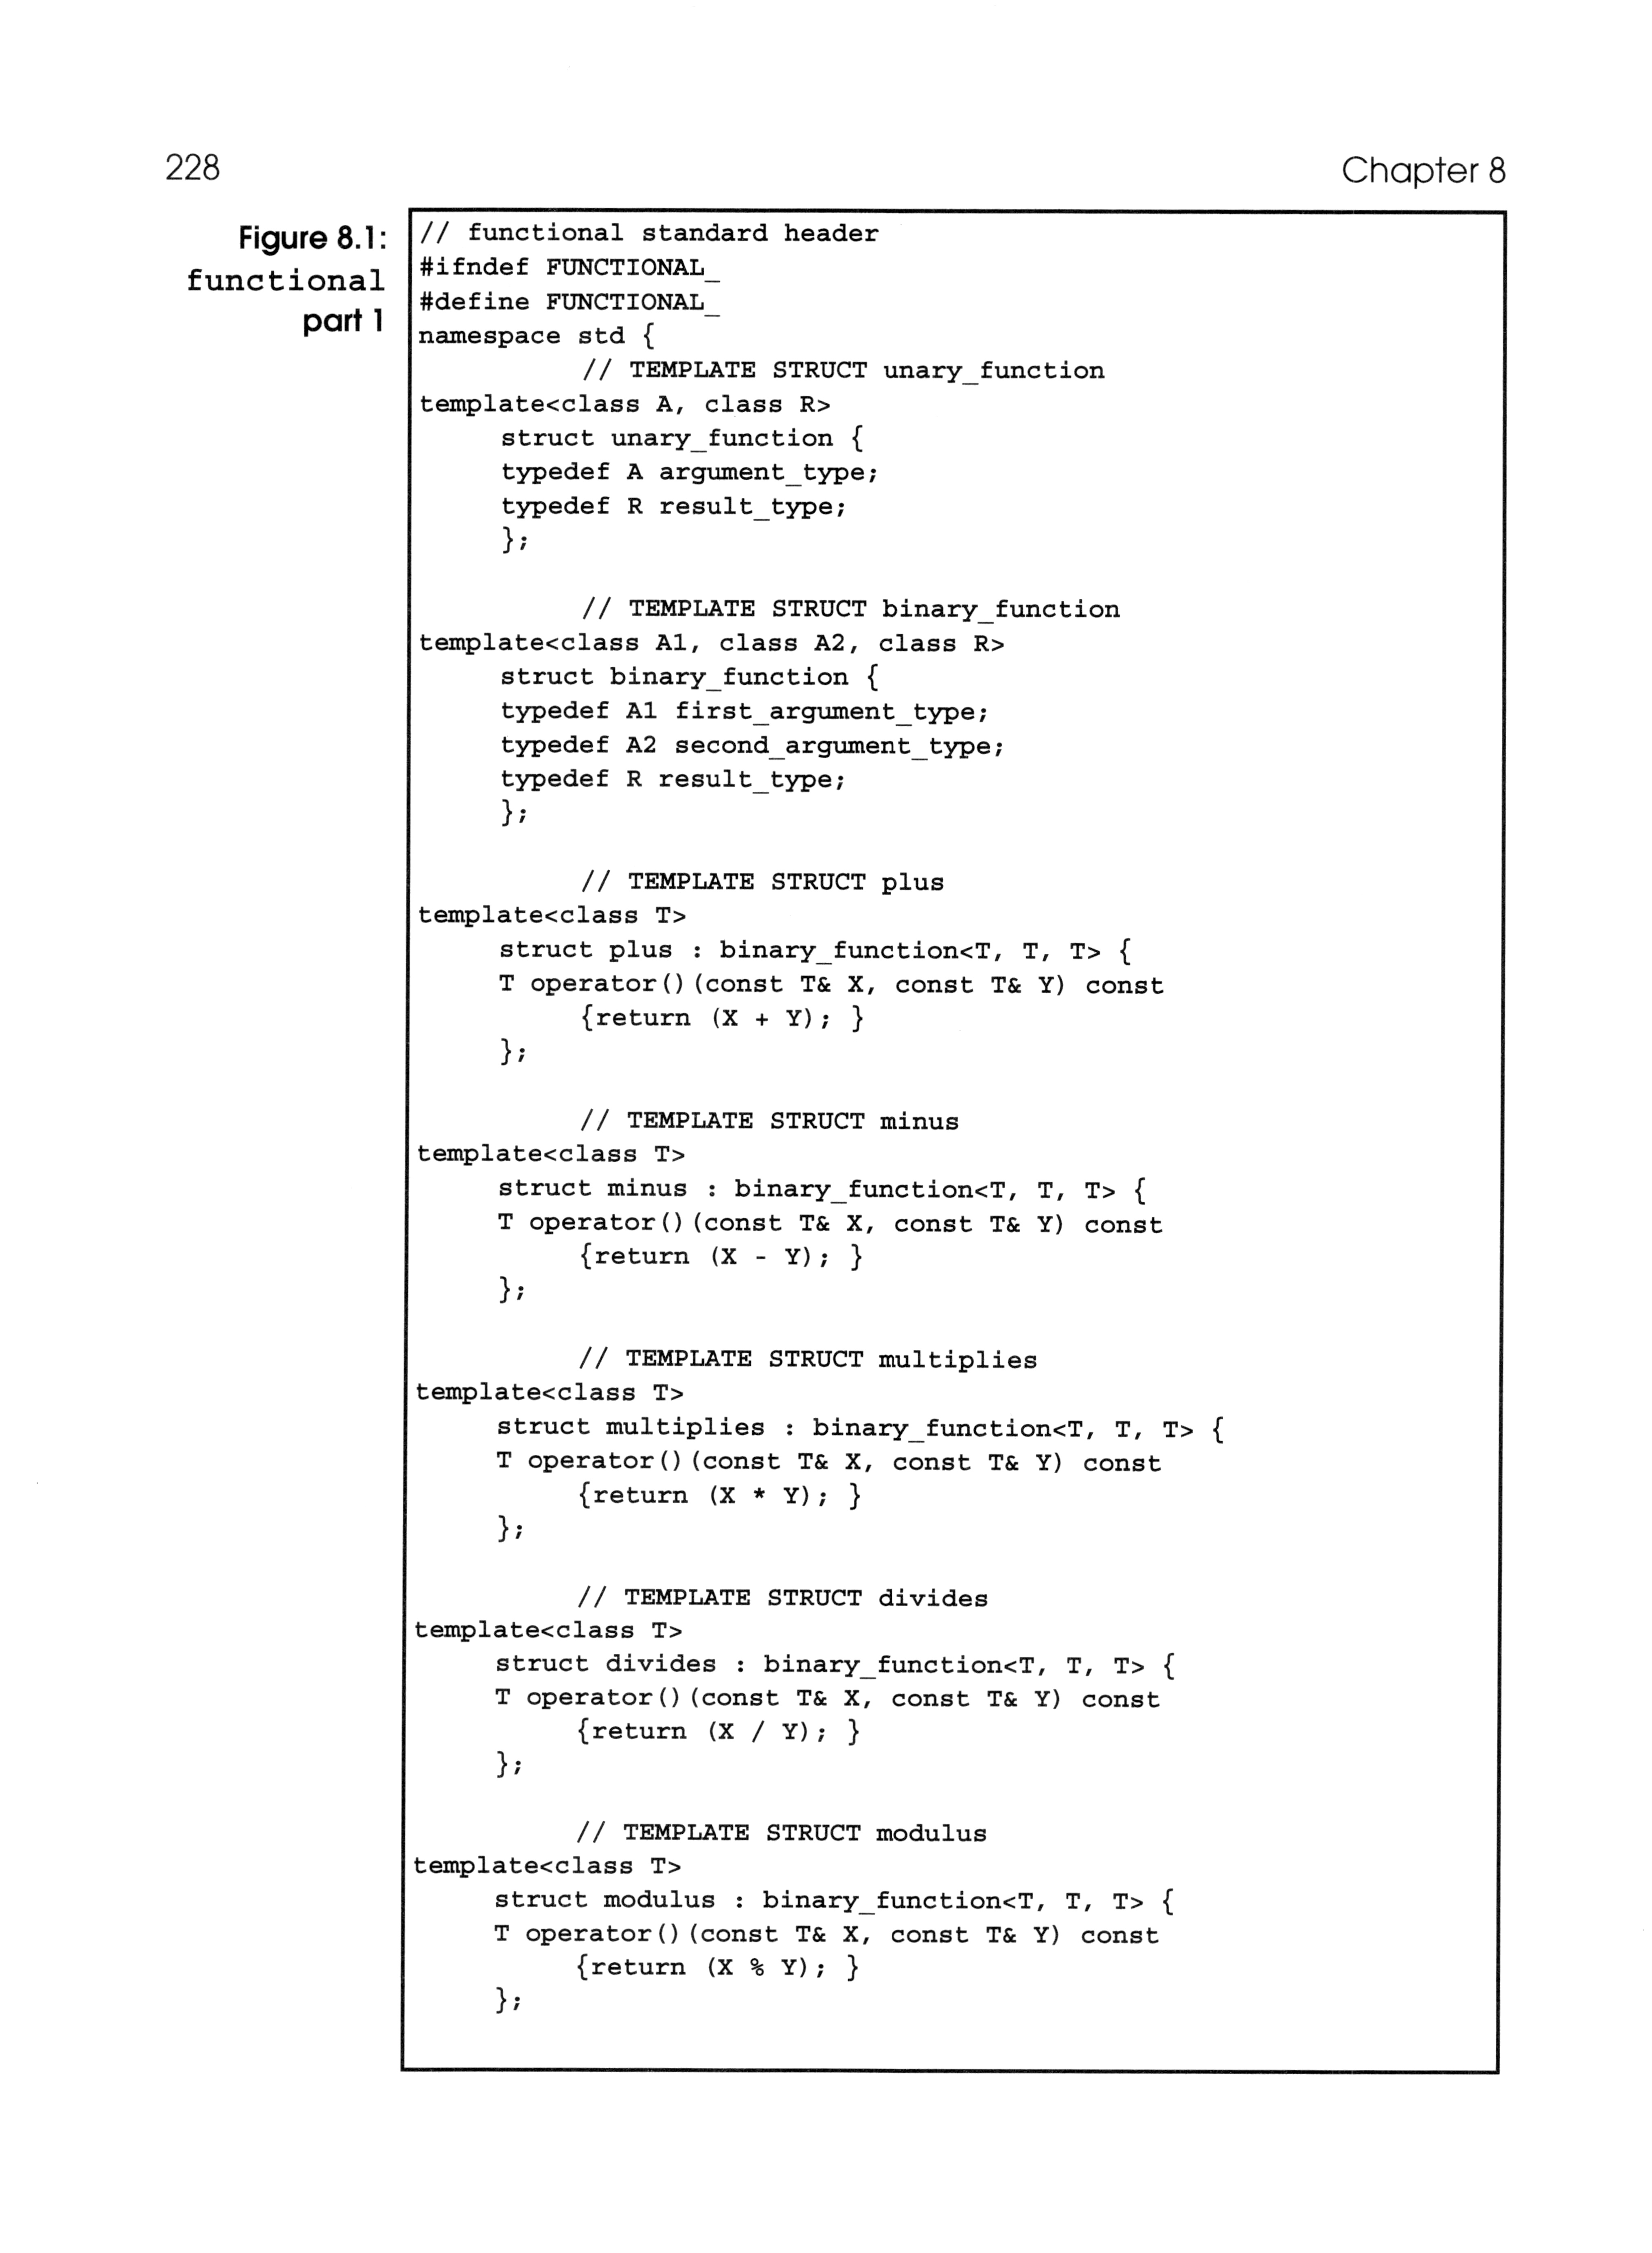 228
Chapter 8
Figure 8.1:
functional
part 1
// functional standard header
#ifndef FUNCTIONAL_
#define FUNCTIONAL_
namespace std {
// TEMPLATE STRUCT unary_function
template<class A, class R>
struct unary_function {
typedef A argument_type;
typedef R result_type;
};
// TEMPLATE STRUCT binary_function
template<class A1, class A2, class R>
struct binary_function {
typedef A1 first_argument_type;
typedef A2 second_argument_type;
typedef R result_type;
};
// TEMPLATE STRUCT plus
template<class T>
struct plus : binary_function<T, T, T> {
T operator()(const T& X, const T& Y) const
{return (X + Y); }
};
// TEMPLATE STRUCT minus
template<class T>
struct minus : binary_function<T, T, T> {
T operator()(const T& X, const T& Y) const
{return (X - Y); }
};
// TEMPLATE STRUCT multiplies
template<class T>
struct multiplies : binary_function<T, T, T> {
T operator()(const T& X, const T& Y) const
{return (X * Y); }
};
// TEMPLATE STRUCT divides
template<class T>
struct divides : binary_function<T, T, T> {
T operator()(const T& X, const T& Y) const
{return (X / Y); }
};
// TEMPLATE STRUCT modulus
template<class T>
struct modulus : binary_function<T, T, T> {
T operator()(const T& X, const T& Y) const
{return (X % Y); }
};